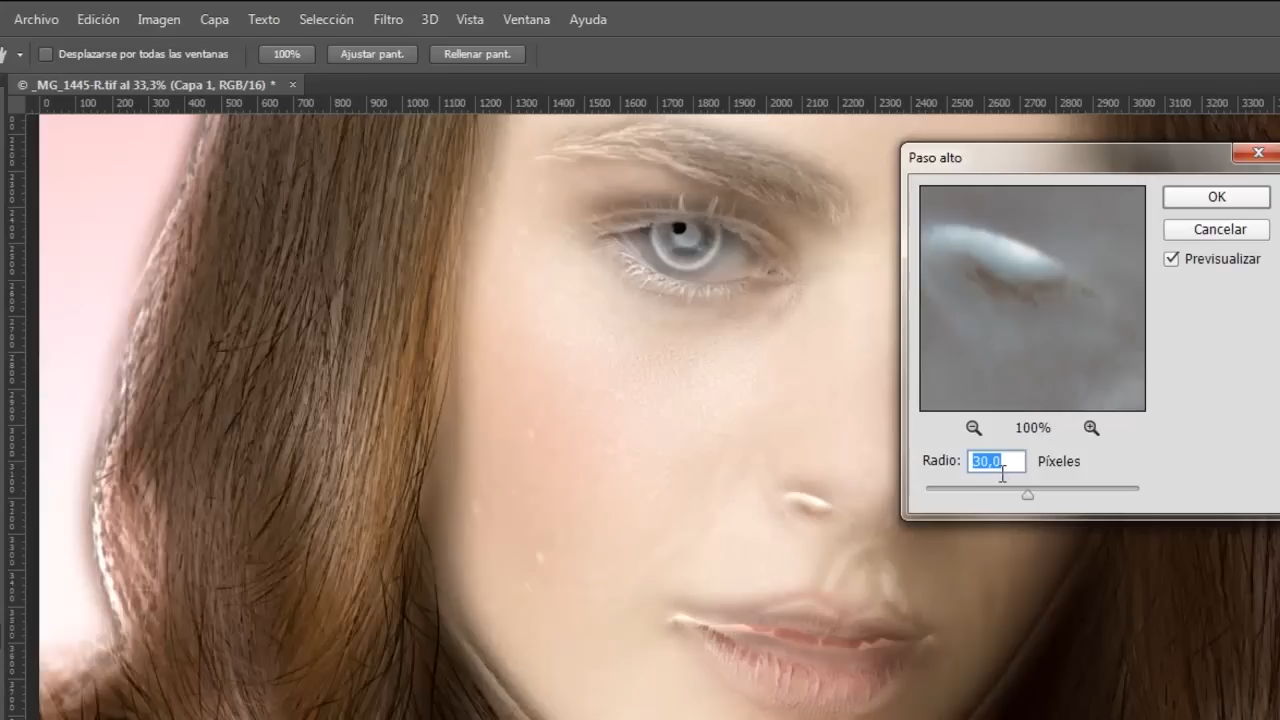 Archivo Edición Imagen Capa Texto Selección Filtro 3D Vista Ventana Ayuda
Desplazarse por todas las ventanas 100% Ajustar pant. Rellenar pant.
© _MG_1445-R.tif al 33,3% (Capa 1, RGB/16) * ×
0 100 200 300 400 500 600 700 800 900 1000 1100 1200 1300 1400 1500 1600 1700 1800 1900 2000 2100 2200 2300 2400 2500 2600 2700 2800 2900 3000 3100 3200 3300
Paso alto
OK
Cancelar
Previsualizar
100%
Radio: 30,0 Píxeles